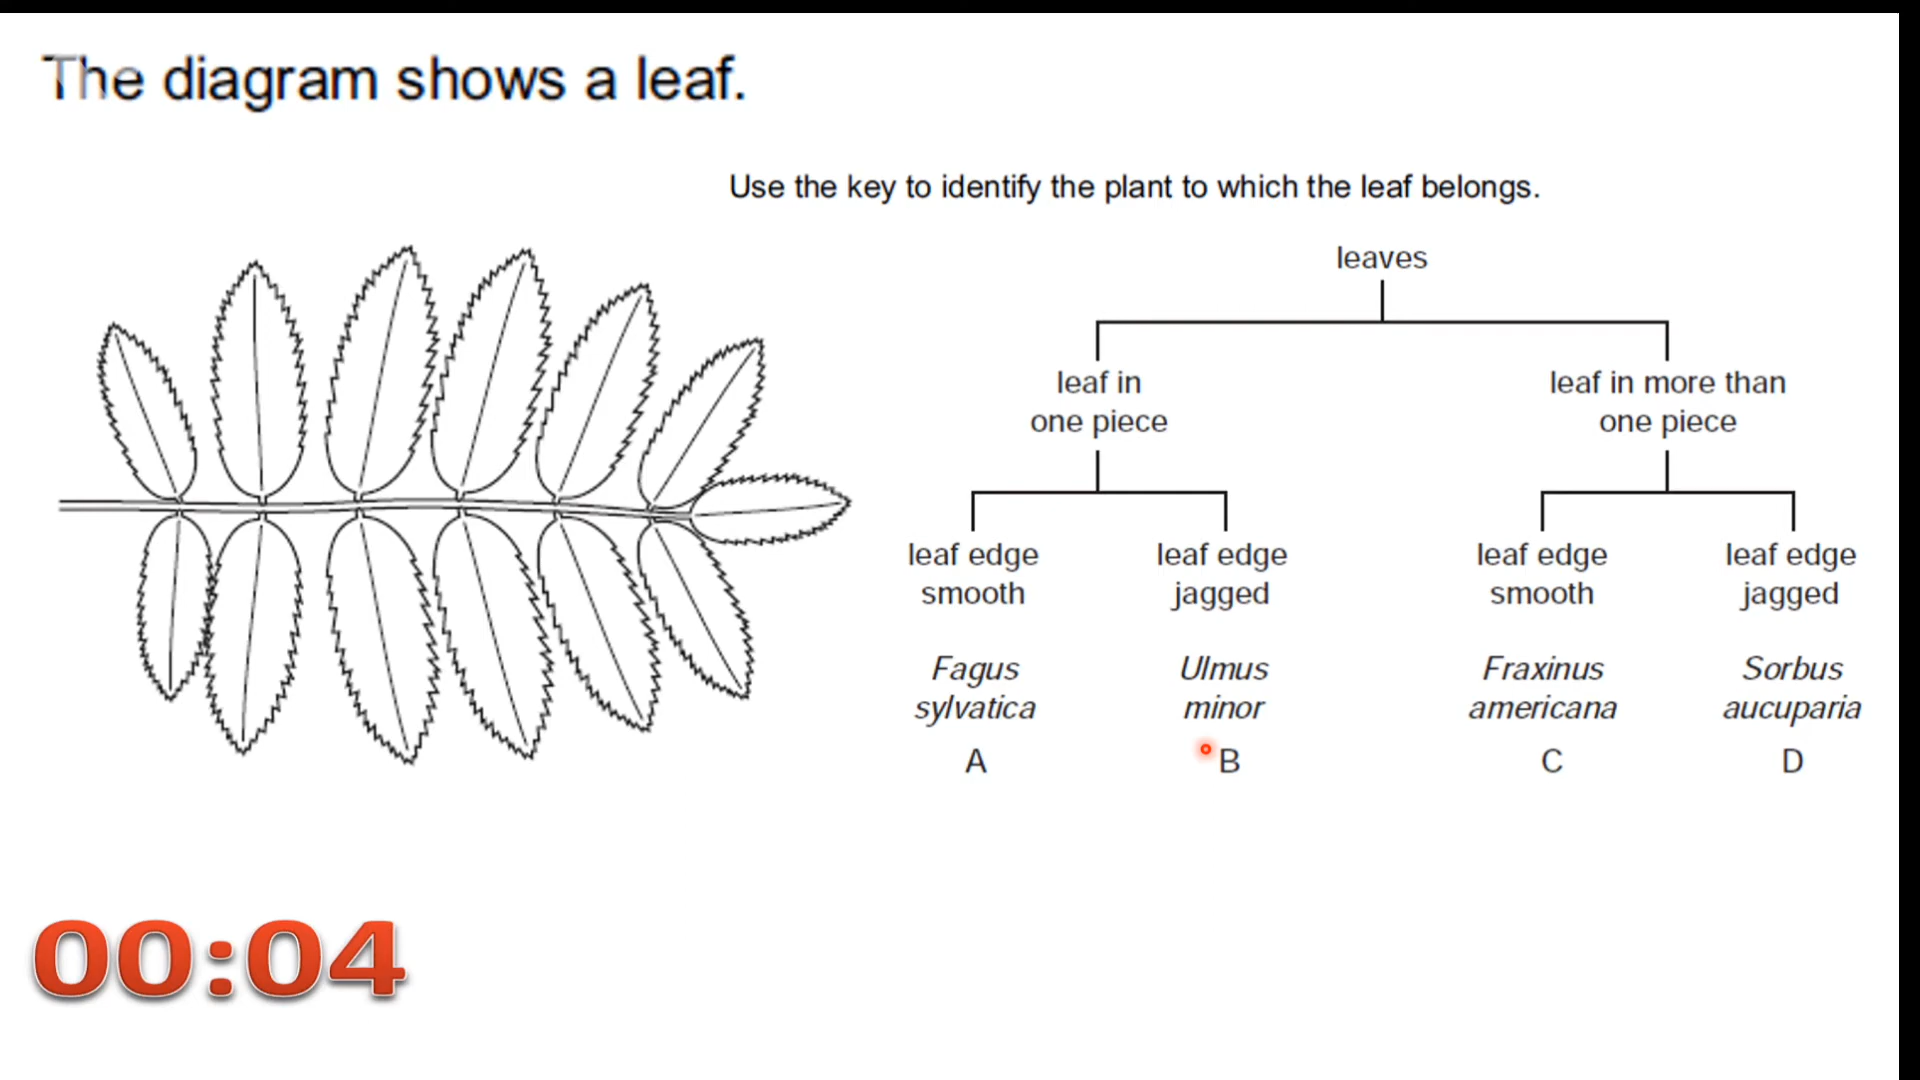 The diagram shows a leaf.
Use the key to identify the plant to which the leaf belongs.
leaves
leaf in
one piece
leaf in more than
one piece
leaf edge
smooth
leaf edge
jagged
leaf edge
smooth
leaf edge
jagged
Fagus
sylvatica
Ulmus
minor
Fraxinus
americana
Sorbus
aucuparia
A
B
C
D
00:04